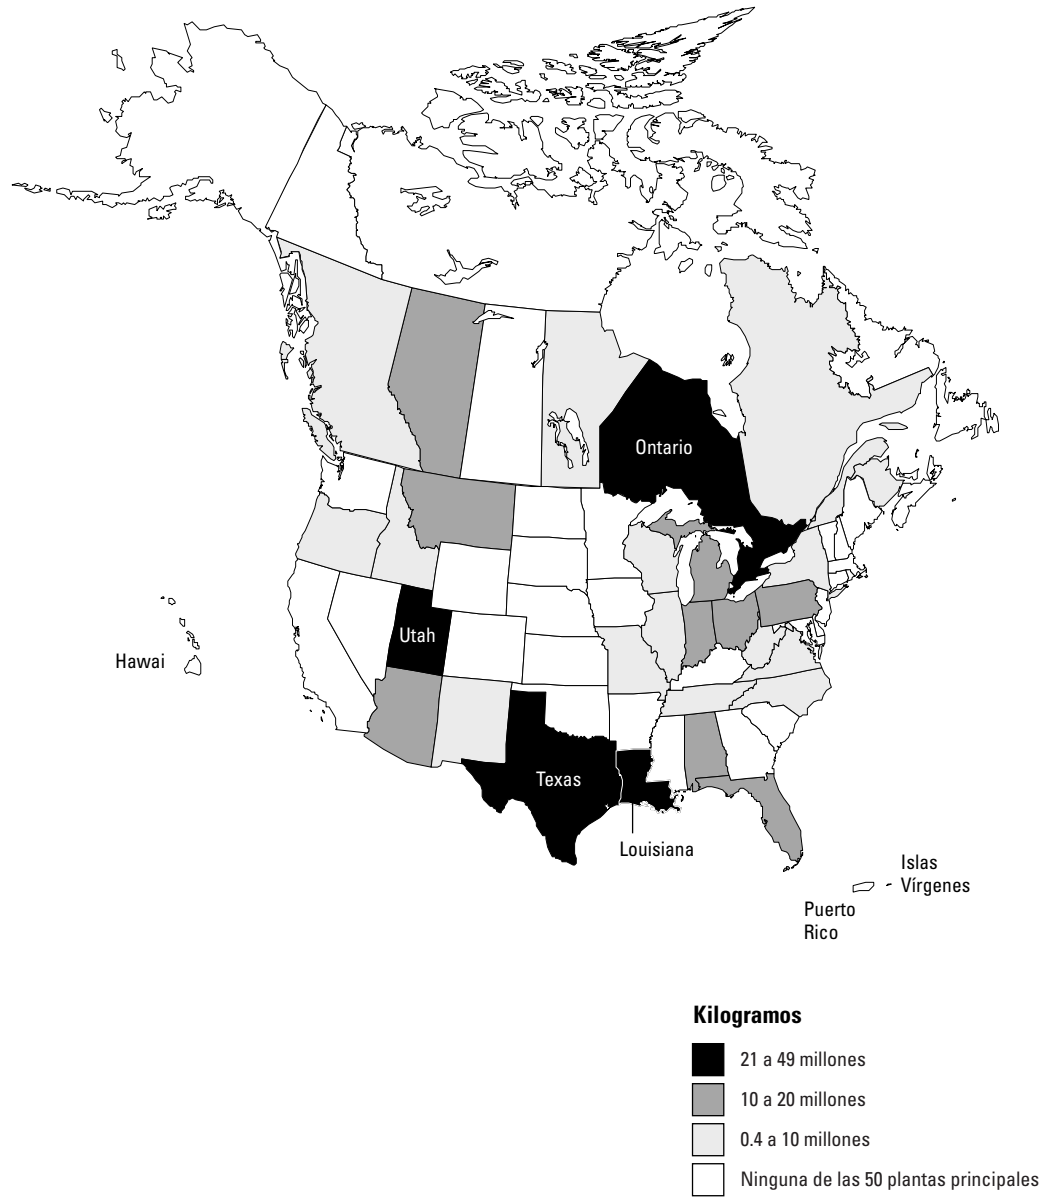 Ontario
Utah
Hawai
Texas
Louisiana
Islas
Vírgenes
Puerto
Rico
Kilogramos
21 a 49 millones
10 a 20 millones
0.4 a 10 millones
Ninguna de las 50 plantas principales